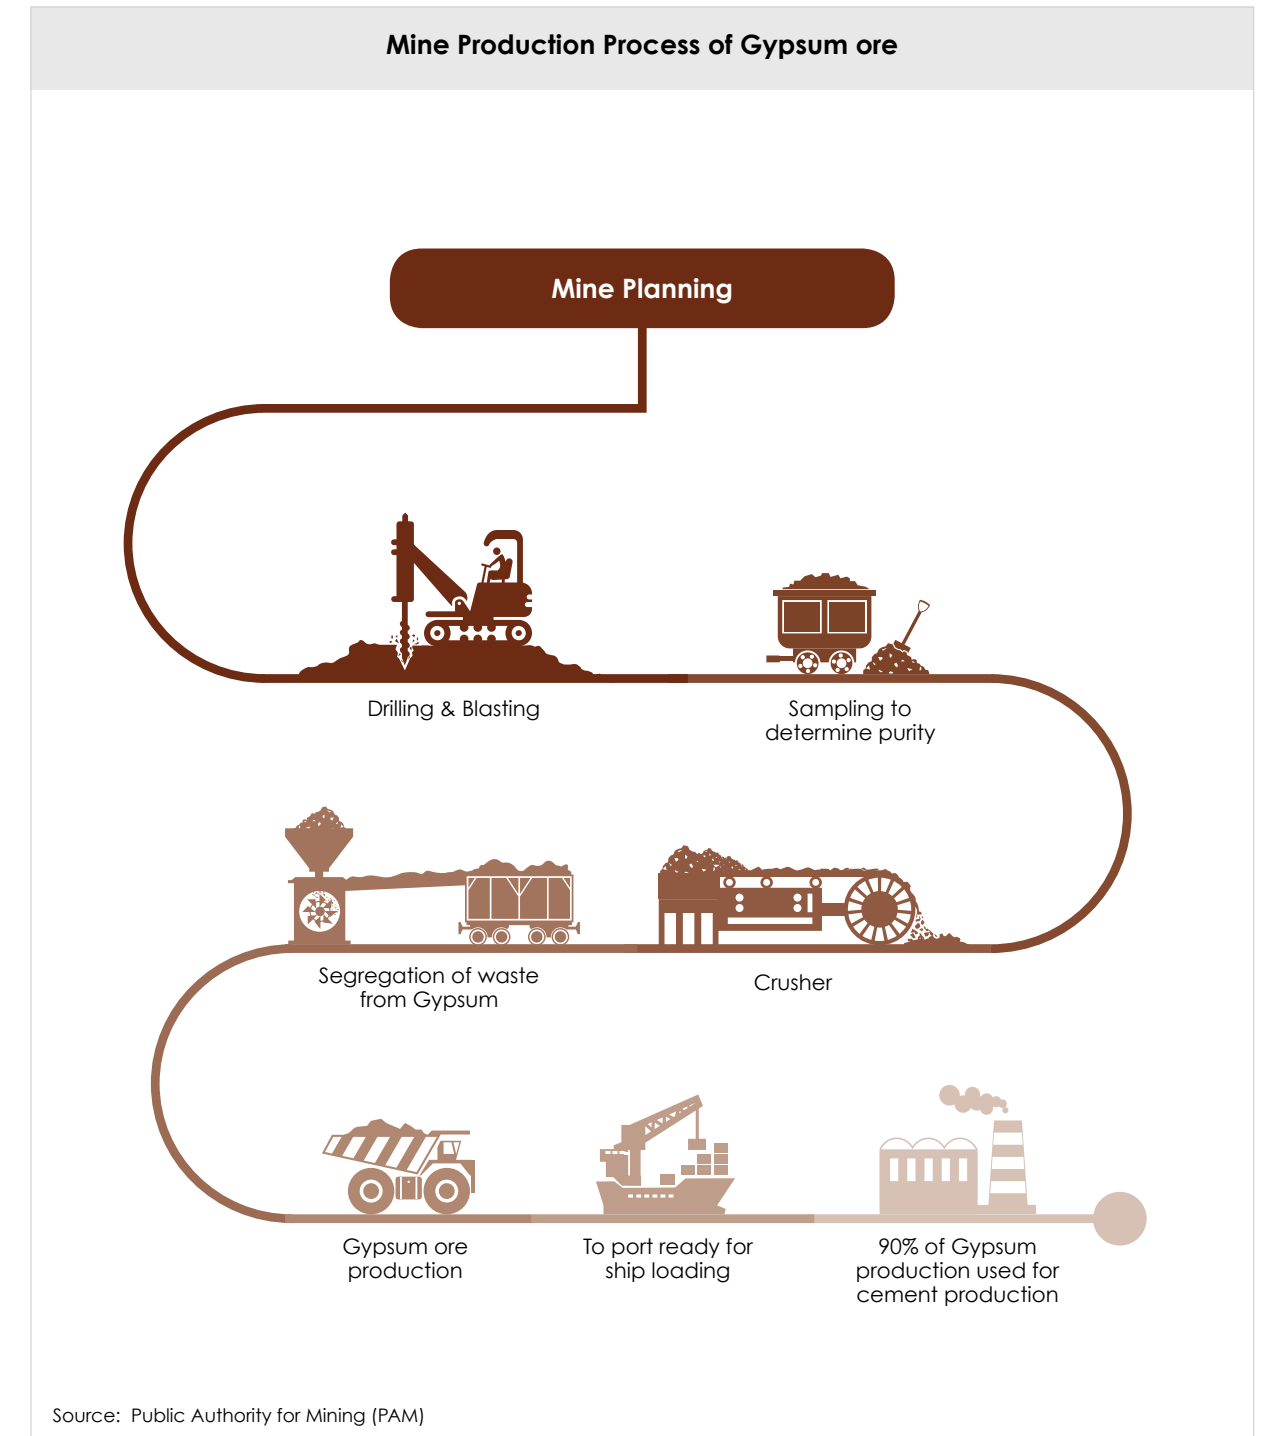 Mine Production Process of Gypsum ore
Mine Planning
Drilling & Blasting
Sampling to
determine purity
Segregation of waste
from Gypsum
Crusher
Gypsum ore
production
To port ready for
ship loading
90% of Gypsum
production used for
cement production
Source: Public Authority for Mining (PAM)